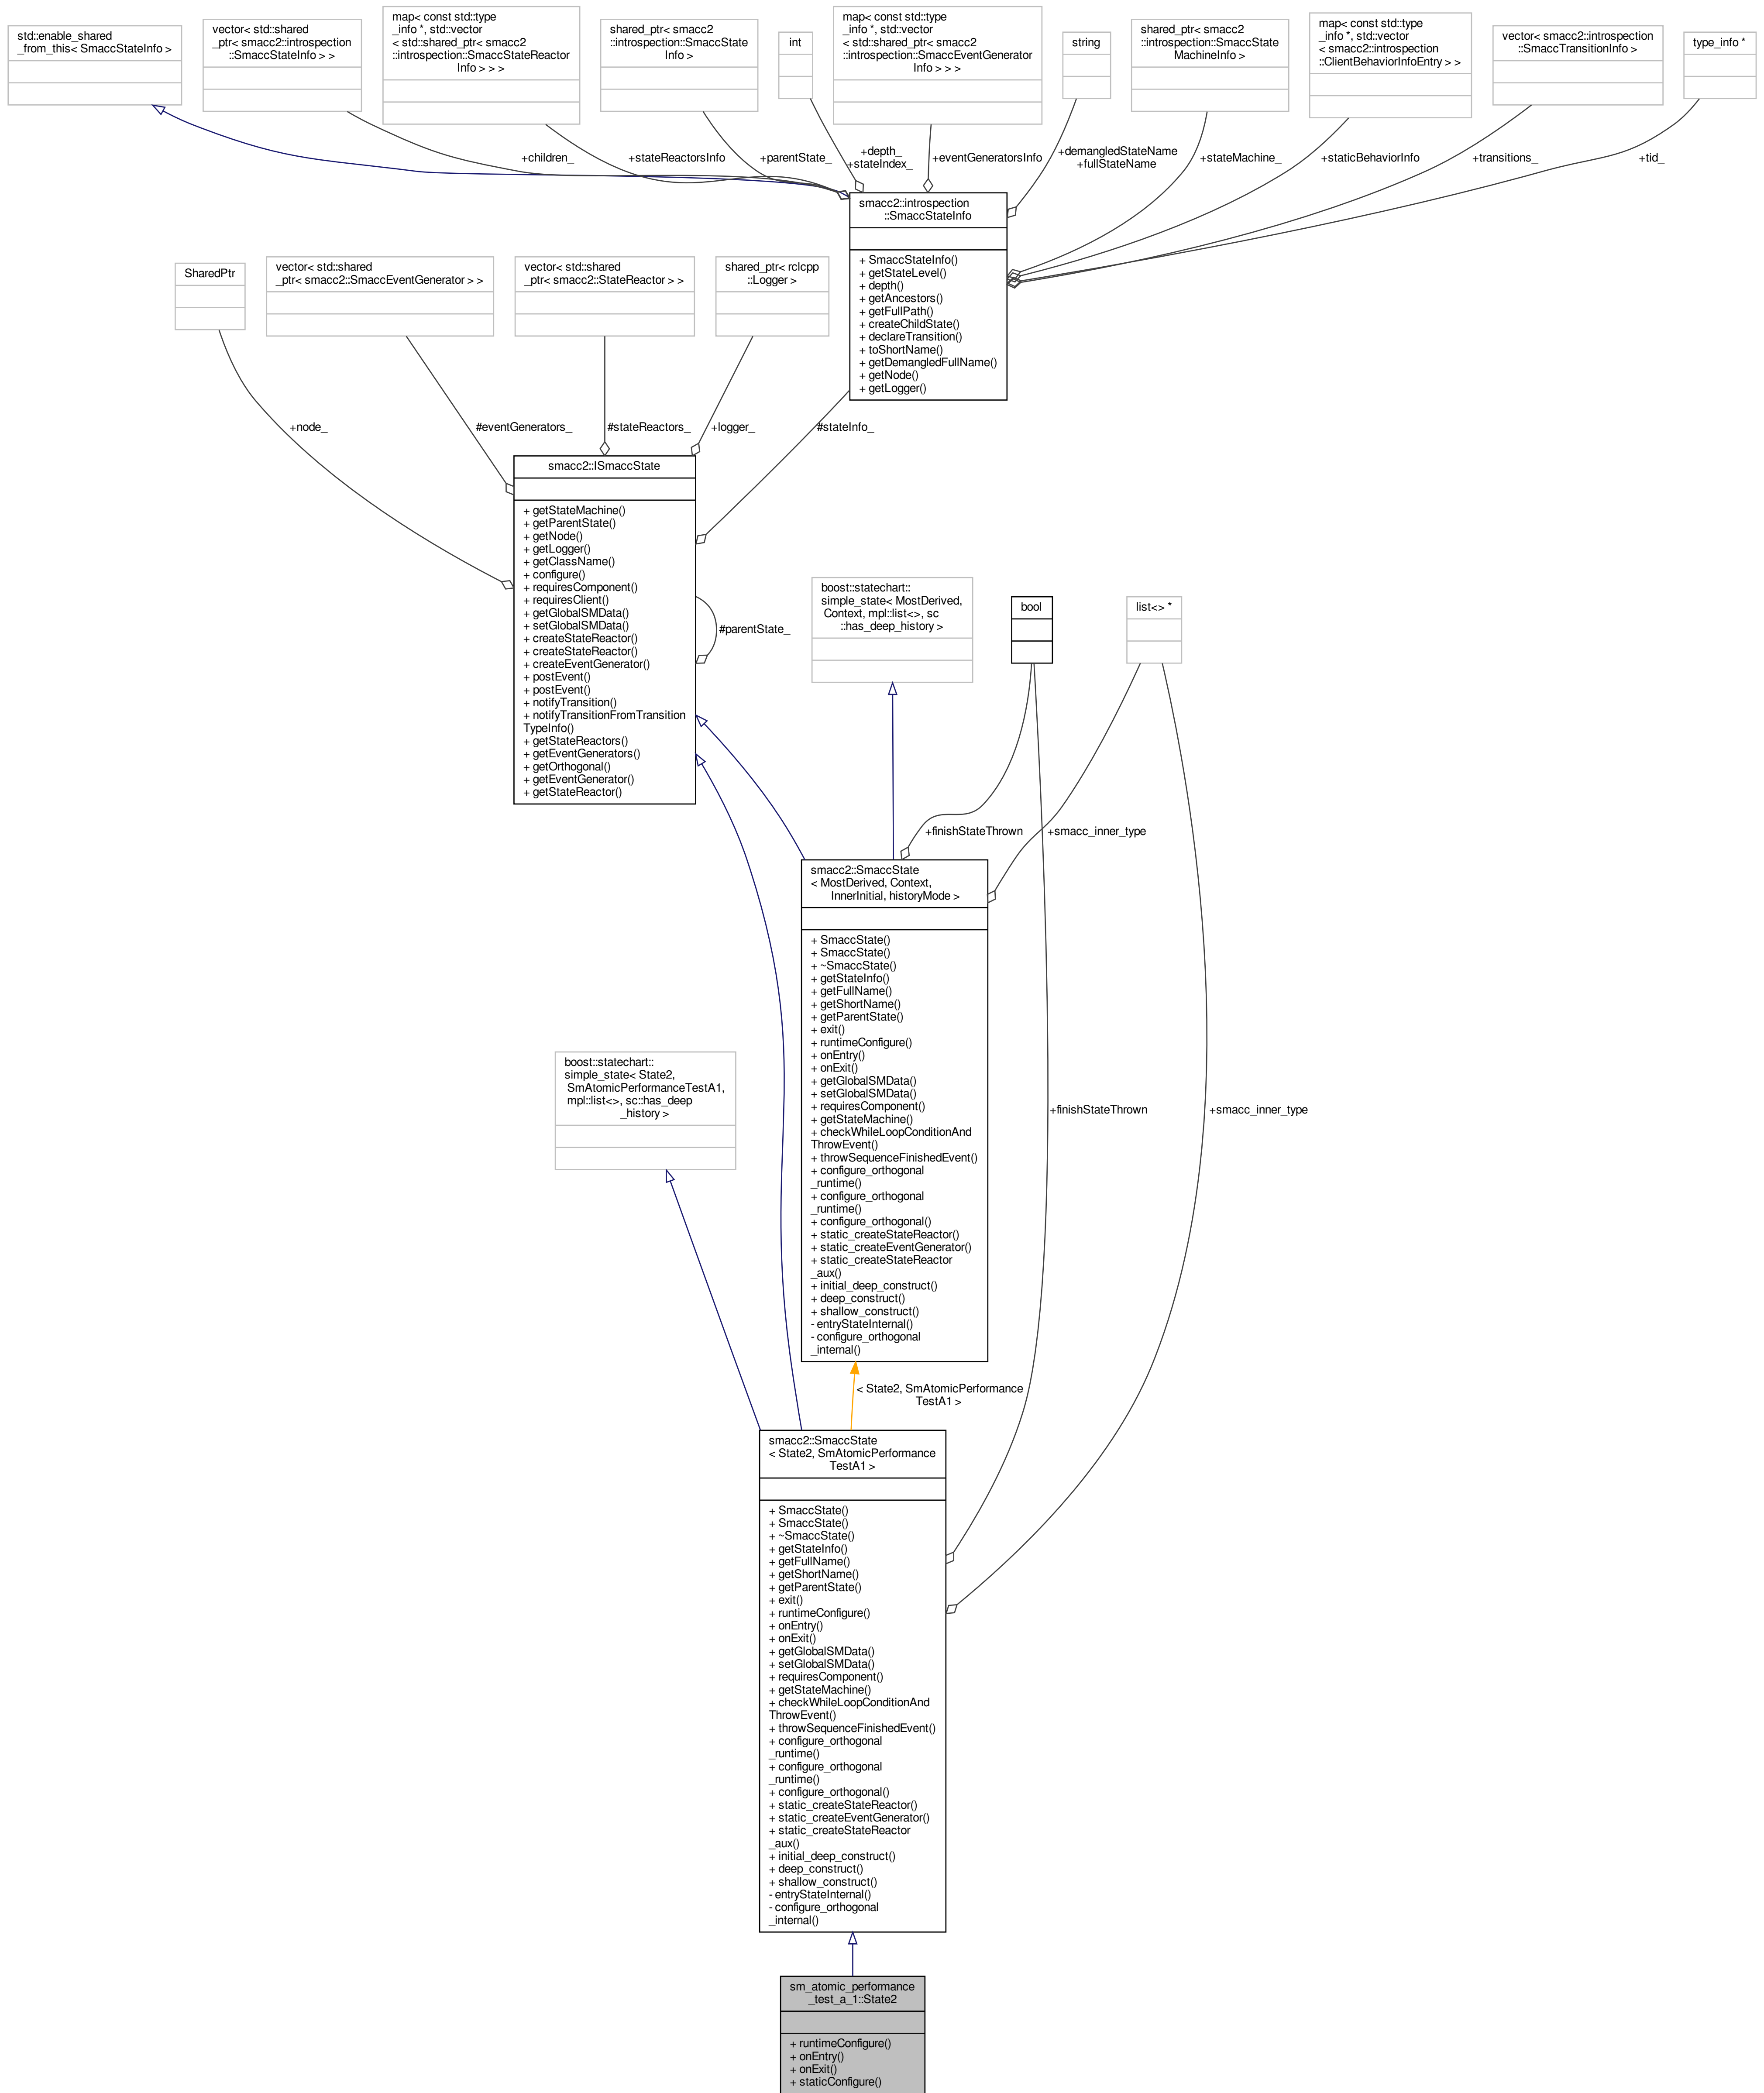 std::enable_shared
_from_this< SmaccStateInfo >
vector< std::shared
_ptr< smacc2::introspection
::SmaccStateInfo > >
map< const std::type
_info *, std::vector
< std::shared_ptr< smacc2
::introspection::SmaccStateReactor
Info > > >
shared_ptr< smacc2
::introspection::SmaccState
Info >
int
map< const std::type
_info *, std::vector
< std::shared_ptr< smacc2
::introspection::SmaccEventGenerator
Info > > >
string
shared_ptr< smacc2
::introspection::SmaccState
MachineInfo >
map< const std::type
_info *, std::vector
< smacc2::introspection
::ClientBehaviorInfoEntry > >
vector< smacc2::introspection
::SmaccTransitionInfo >
type_info *
+children_
+stateReactorsInfo
+parentState_
+depth_
+stateIndex_
+eventGeneratorsInfo
+demangledStateName
+fullStateName
+stateMachine_
+staticBehaviorInfo
+transitions_
+tid_
smacc2::introspection
::SmaccStateInfo
+ SmaccStateInfo()
+ getStateLevel()
+ depth()
+ getAncestors()
+ getFullPath()
+ createChildState()
+ declareTransition()
+ toShortName()
+ getDemangledFullName()
+ getNode()
+ getLogger()
SharedPtr
vector< std::shared
_ptr< smacc2::SmaccEventGenerator > >
vector< std::shared
_ptr< smacc2::StateReactor > >
shared_ptr< rclcpp
::Logger >
+node_
#eventGenerators_
#stateReactors_
+logger_
#stateInfo_
smacc2::ISmaccState
+ getStateMachine()
+ getParentState()
+ getNode()
+ getLogger()
+ getClassName()
+ configure()
+ requiresComponent()
+ requiresClient()
+ getGlobalSMData()
+ setGlobalSMData()
+ createStateReactor()
+ createStateReactor()
+ createEventGenerator()
+ postEvent()
+ postEvent()
+ notifyTransition()
+ notifyTransitionFromTransition
TypeInfo()
+ getStateReactors()
+ getEventGenerators()
+ getOrthogonal()
+ getEventGenerator()
+ getStateReactor()
#parentState_
boost::statechart::
simple_state< MostDerived,
Context, mpl::list<>, sc
::has_deep_history >
bool
list<> *
+finishStateThrown
+smacc_inner_type
smacc2::SmaccState
< MostDerived, Context,
InnerInitial, historyMode >
+ SmaccState()
+ SmaccState()
+ ~SmaccState()
+ getStateInfo()
+ getFullName()
+ getShortName()
+ getParentState()
+ exit()
+ runtimeConfigure()
+ onEntry()
+ onExit()
+ getGlobalSMData()
+ setGlobalSMData()
+ requiresComponent()
+ getStateMachine()
+ checkWhileLoopConditionAnd
ThrowEvent()
+ throwSequenceFinishedEvent()
+ configure_orthogonal
_runtime()
+ configure_orthogonal
_runtime()
+ configure_orthogonal()
+ static_createStateReactor()
+ static_createEventGenerator()
+ static_createStateReactor
_aux()
+ initial_deep_construct()
+ deep_construct()
+ shallow_construct()
- entryStateInternal()
- configure_orthogonal
_internal()
boost::statechart::
simple_state< State2,
SmAtomicPerformanceTestA1,
mpl::list<>, sc::has_deep
_history >
+finishStateThrown
+smacc_inner_type
< State2, SmAtomicPerformance
TestA1 >
smacc2::SmaccState
< State2, SmAtomicPerformance
TestA1 >
+ SmaccState()
+ SmaccState()
+ ~SmaccState()
+ getStateInfo()
+ getFullName()
+ getShortName()
+ getParentState()
+ exit()
+ runtimeConfigure()
+ onEntry()
+ onExit()
+ getGlobalSMData()
+ setGlobalSMData()
+ requiresComponent()
+ getStateMachine()
+ checkWhileLoopConditionAnd
ThrowEvent()
+ throwSequenceFinishedEvent()
+ configure_orthogonal
_runtime()
+ configure_orthogonal
_runtime()
+ configure_orthogonal()
+ static_createStateReactor()
+ static_createEventGenerator()
+ static_createStateReactor
_aux()
+ initial_deep_construct()
+ deep_construct()
+ shallow_construct()
- entryStateInternal()
- configure_orthogonal
_internal()
sm_atomic_performance
_test_a_1::State2
+ runtimeConfigure()
+ onEntry()
+ onExit()
+ staticConfigure()